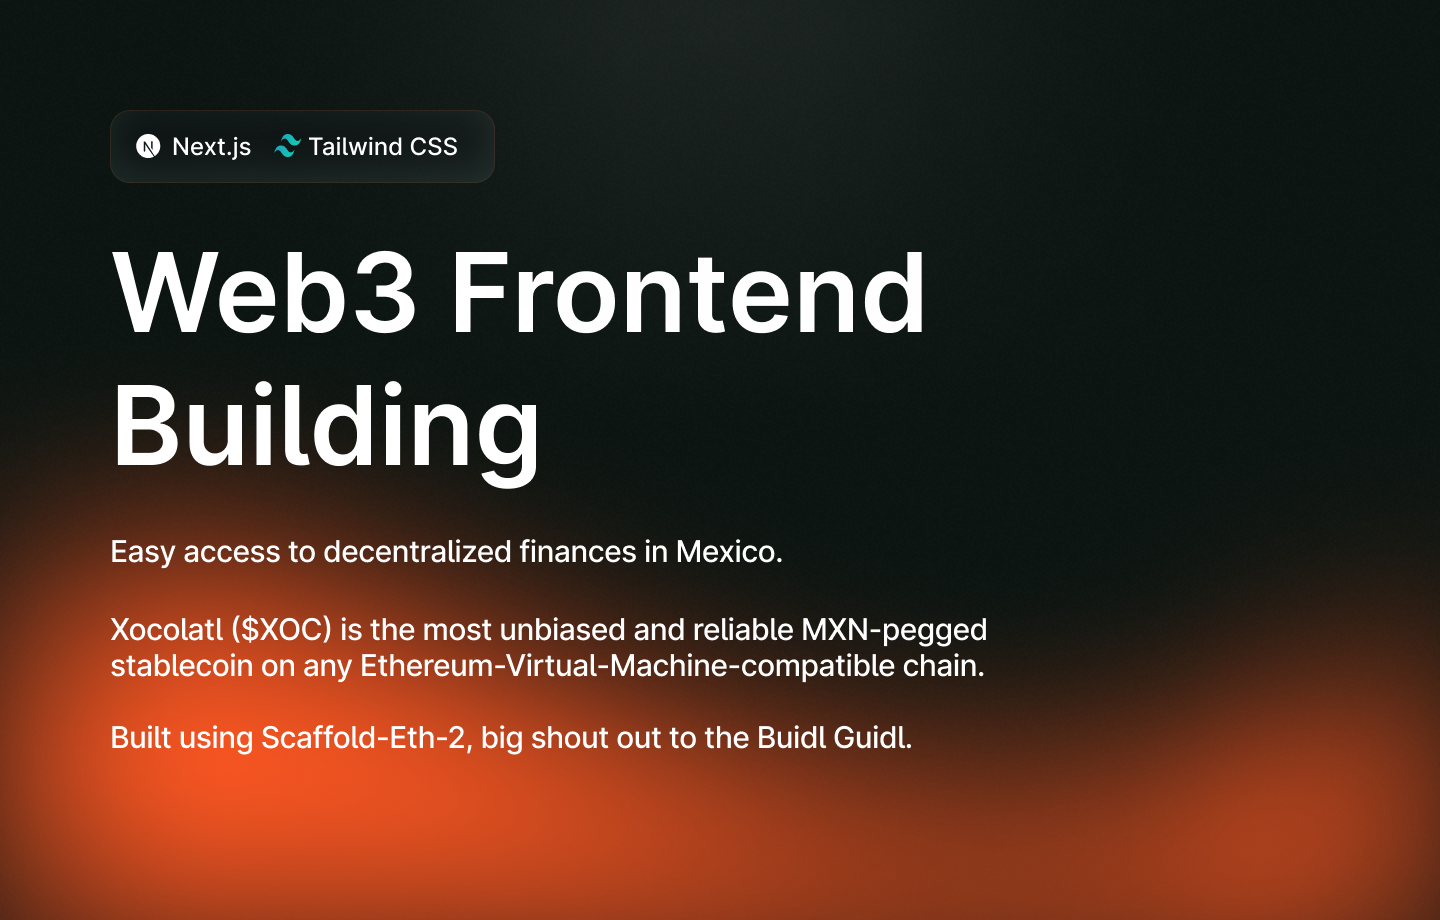 Next.js Tailwind CSS
Web3 Frontend
Building
Easy access to decentralized finances in Mexico.
Xocolatl ($XOC) is the most unbiased and reliable MXN-pegged
stablecoin on any Ethereum-Virtual-Machine-compatible chain.
Built using Scaffold-Eth-2, big shout out to the Buidl Guidl.